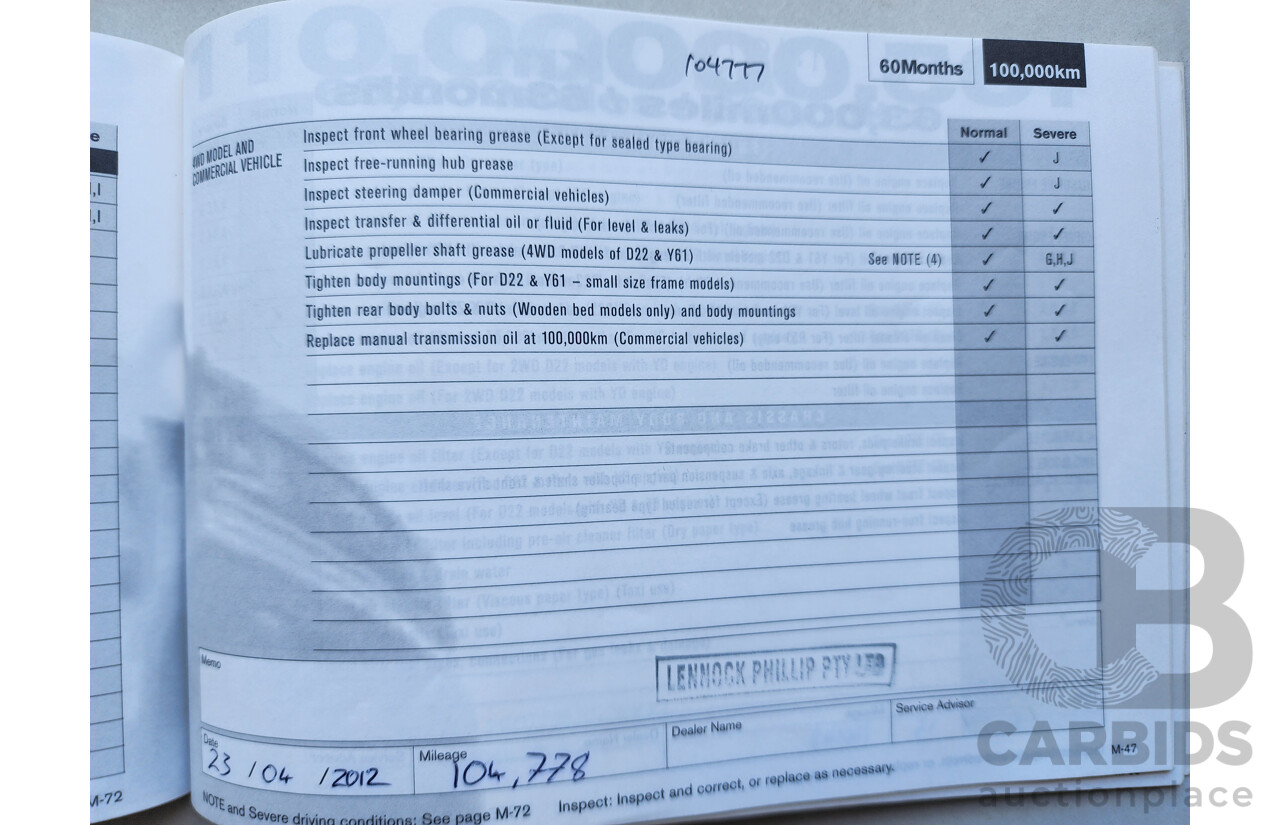 104777
60Months
100,000km
Normal
Severe
4WD MODEL AND
COMMERCIAL VEHICLE
Inspect front wheel bearing grease (Except for sealed type bearing) ✓ J
Inspect free-running hub grease ✓ J
Inspect steering damper (Commercial vehicles) ✓ ✓
Inspect transfer & differential oil or fluid (For level & leaks) ✓ ✓
Lubricate propeller shaft grease (4WD models of D22 & Y61) See NOTE (4) ✓ G,H,J
Tighten body mountings (For D22 & Y61 – small size frame models) ✓ ✓
Tighten rear body bolts & nuts (Wooden bed models only) and body mountings ✓ ✓
Replace manual transmission oil at 100,000km (Commercial vehicles) ✓ ✓
Memo
LENNOCK PHILLIP PTY LTD
Date
23 / 04 / 2012
Mileage
104,778
Dealer Name
Service Advisor
M-47
NOTE and Severe driving conditions: See page M-72
Inspect: Inspect and correct, or replace as necessary.
M-72
CB
CARBIDS
auctionplace